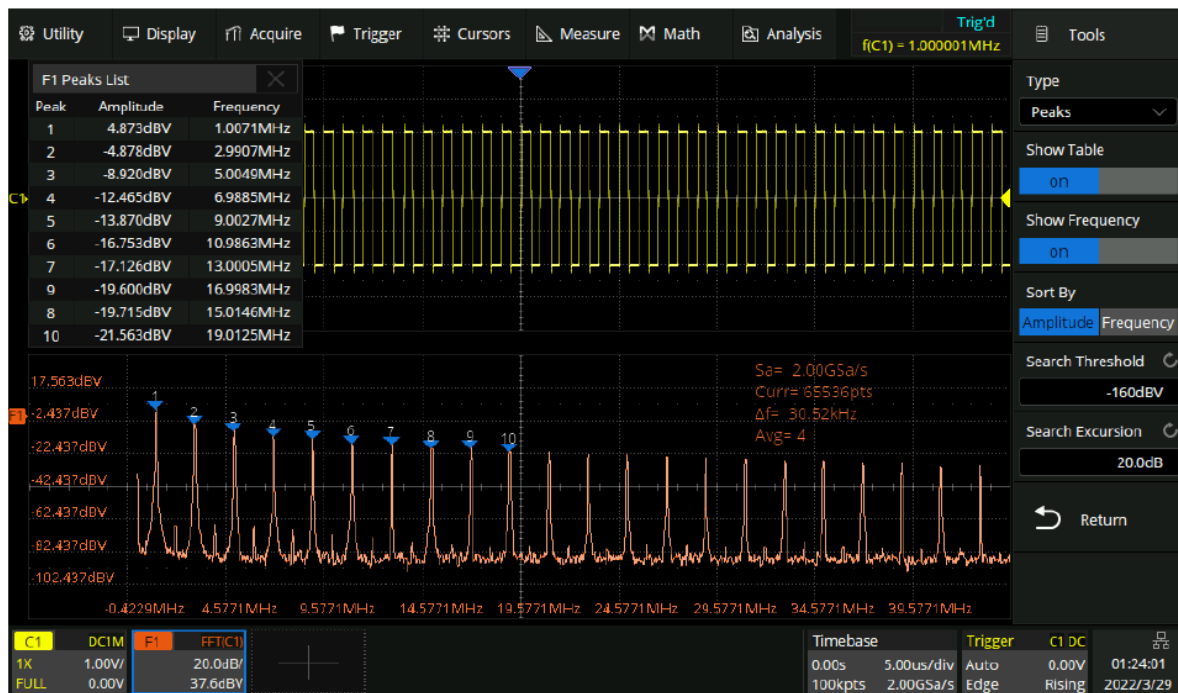 Utility Display Acquire Trigger Cursors Measure Math Analysis
Trig'd
f(C1) = 1.000001MHz
Tools
F1 Peaks List
Peak Amplitude Frequency
1 4.873dBV 1.0071MHz
2 -4.878dBV 2.9907MHz
3 -8.920dBV 5.0049MHz
4 -12.465dBV 6.9885MHz
5 -13.870dBV 9.0027MHz
6 -16.753dBV 10.9863MHz
7 -17.126dBV 13.0005MHz
9 -19.600dBV 16.9983MHz
8 -19.715dBV 15.0146MHz
10 -21.563dBV 19.0125MHz
C1
Type
Peaks
Show Table
on
Show Frequency
on
Sort By
Amplitude Frequency
Search Threshold
-160dBV
Search Excursion
20.0dB
Return
F1
17.563dBV
-2.437dBV
-22.437dBV
-42.437dBV
-62.437dBV
-82.437dBV
-102.437dBV
1 2 3 4 5 6 7 8 9 10
Sa= 2.00GSa/s
Curr= 65536pts
Δf= 30.52kHz
Avg= 4
-0.4229MHz 4.5771MHz 9.5771MHz 14.5771MHz 19.5771MHz 24.5771MHz 29.5771MHz 34.5771MHz 39.5771MHz
C1 DC1M
1X 1.00V/
FULL 0.00V
F1 FFT(C1)
20.0dB/
37.6dBV
Timebase
0.00s 5.00us/div
100kpts 2.00GSa/s
Trigger C1 DC
Auto 0.00V
Edge Rising
01:24:01
2022/3/29